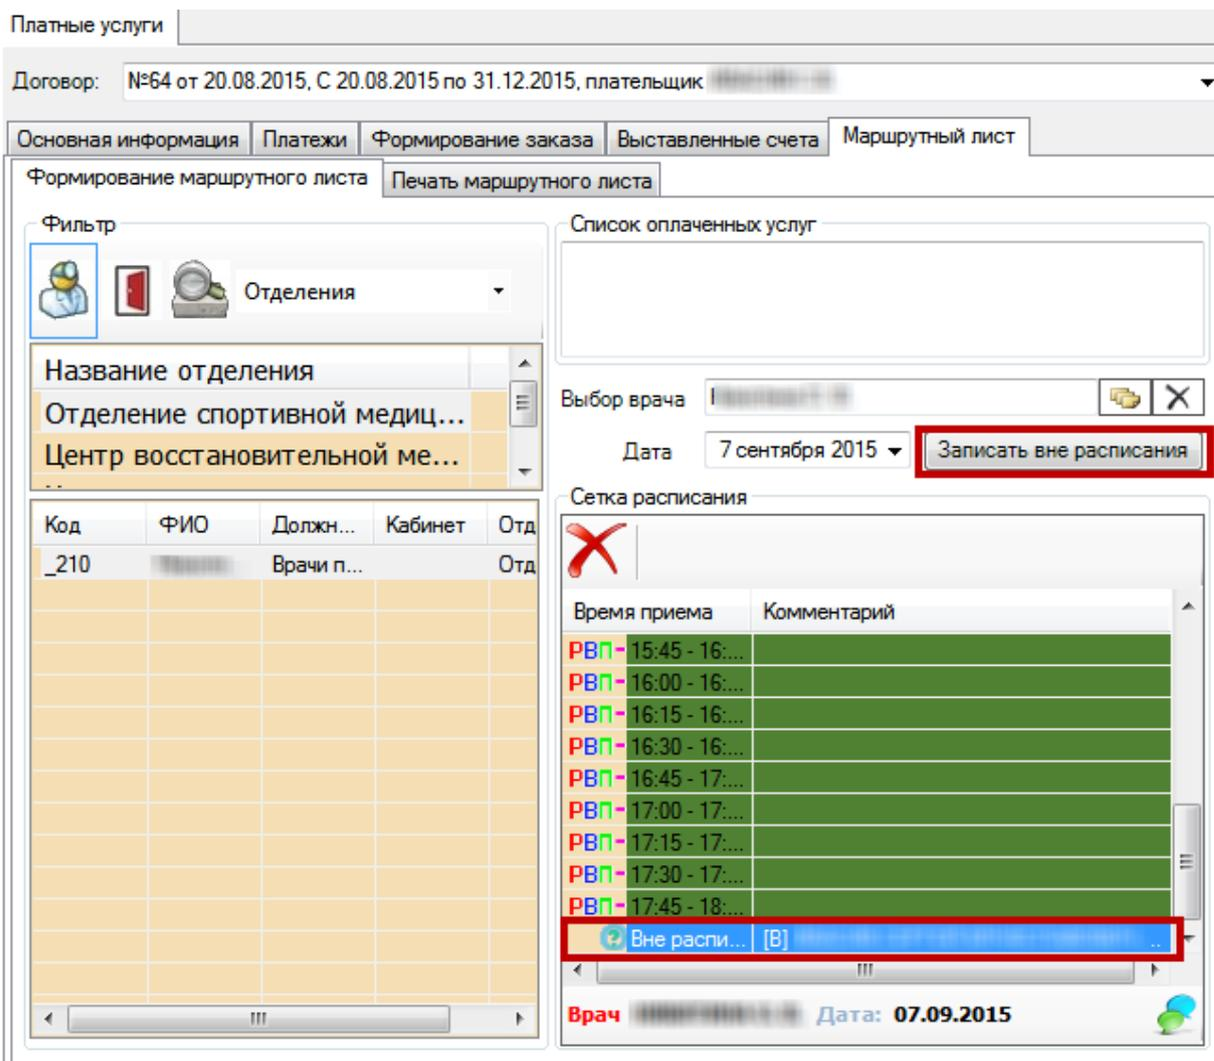 Платные услуги
Договор: №64 от 20.08.2015, С 20.08.2015 по 31.12.2015, плательщик
Основная информация Платежи Формирование заказа Выставленные счета Маршрутный лист
Формирование маршрутного листа Печать маршрутного листа
Фильтр
Отделения
Название отделения
Отделение спортивной медиц...
Центр восстановительной ме...
Код ФИО Должн... Кабинет Отд
_210 Врачи п... Отд
Список оплаченных услуг
Выбор врача
Дата 7 сентября 2015 Записать вне расписания
Сетка расписания
Время приема Комментарий
РВП- 15:45 - 16:...
РВП- 16:00 - 16:...
РВП- 16:15 - 16:...
РВП- 16:30 - 16:...
РВП- 16:45 - 17:...
РВП- 17:00 - 17:...
РВП- 17:15 - 17:...
РВП- 17:30 - 17:...
РВП- 17:45 - 18:...
Вне распи... [В] ..
Врач Дата: 07.09.2015